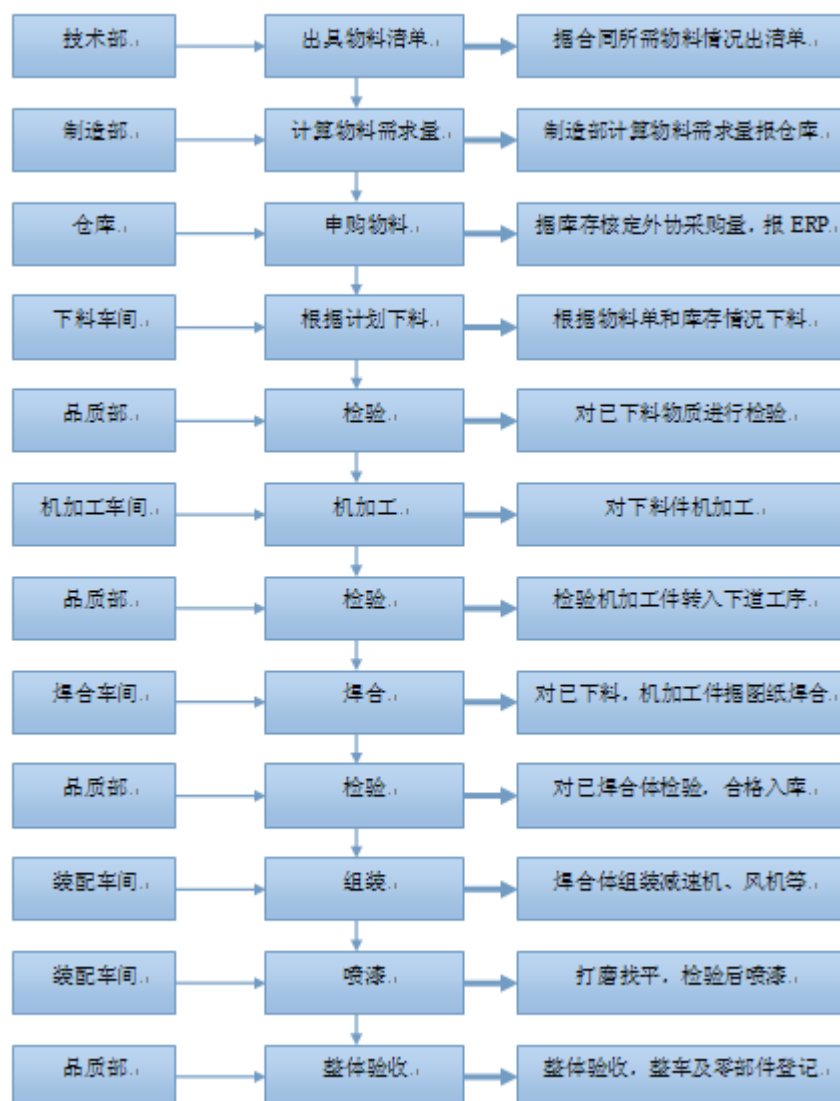 技术部
出具物料清单
据合同所需物料情况出清单
制造部
计算物料需求量
制造部计算物料需求量报仓库
仓库
申购物料
据库存核定外协采购量，报 ERP
下料车间
根据计划下料
根据物料单和库存情况下料
品质部
检验
对已下料物质进行检验
机加工车间
机加工
对下料件机加工
品质部
检验
检验机加工件转入下道工序
焊合车间
焊合
对已下料，机加工件据图纸焊合
品质部
检验
对已焊合体检验，合格入库
装配车间
组装
焊合体组装减速机、风机等
装配车间
喷漆
打磨找平，检验后喷漆
品质部
整体验收
整体验收，整车及零部件登记